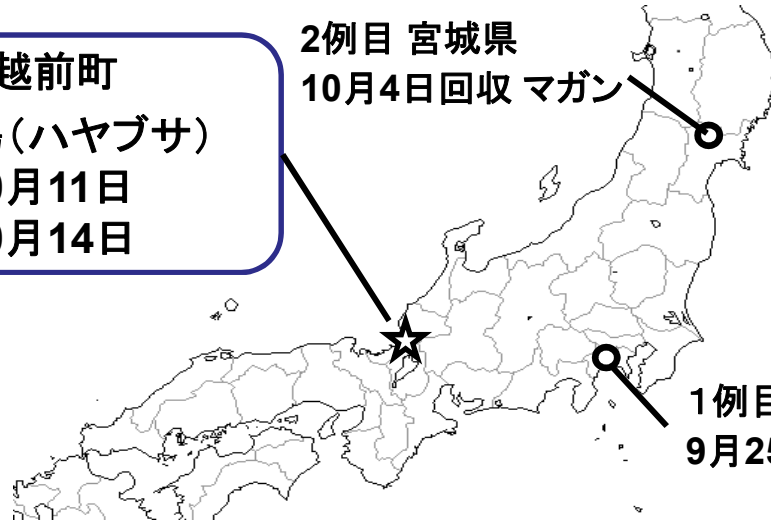 越前町
(ハヤブサ)
月11日
月14日
2例目 宮城県
10月4日回収 マガン
1例目
9月25